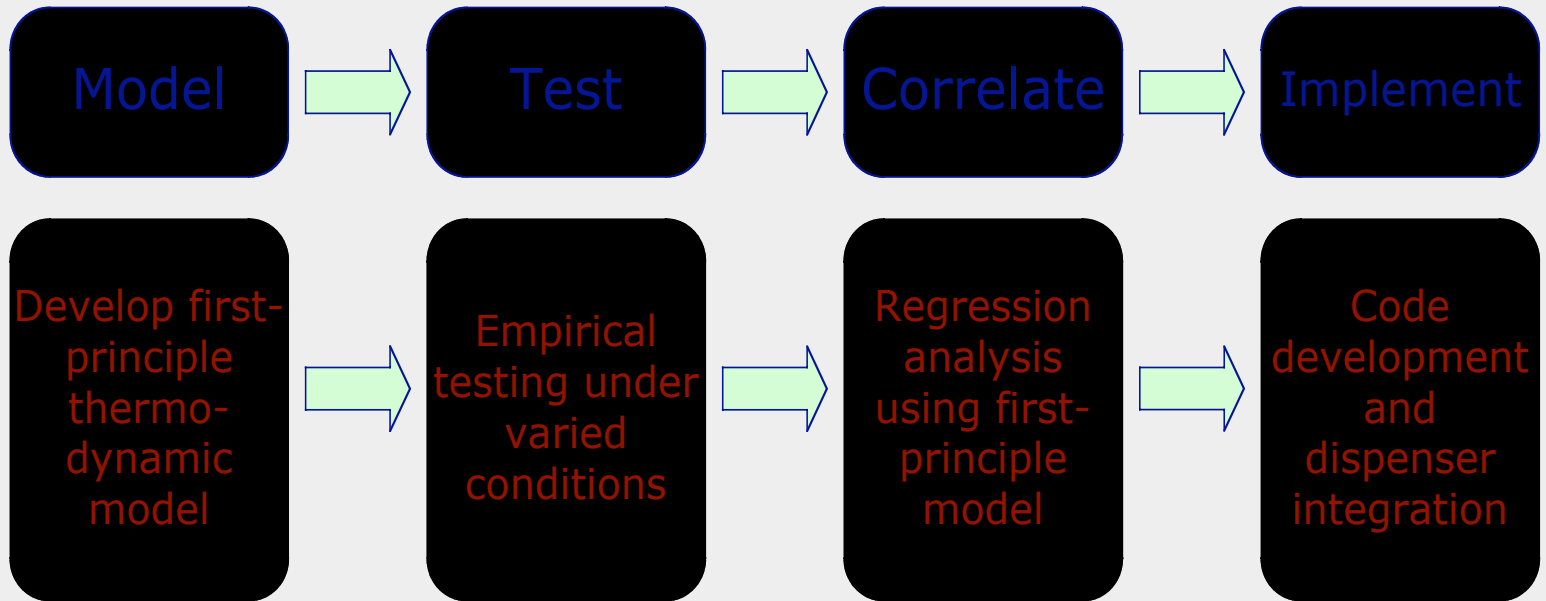 Model
Test
Correlate
Implement
Develop first-
principle
thermo-
dynamic
model
Empirical
testing under
varied
conditions
Regression
analysis
using first-
principle
model
Code
development
and
dispenser
integration